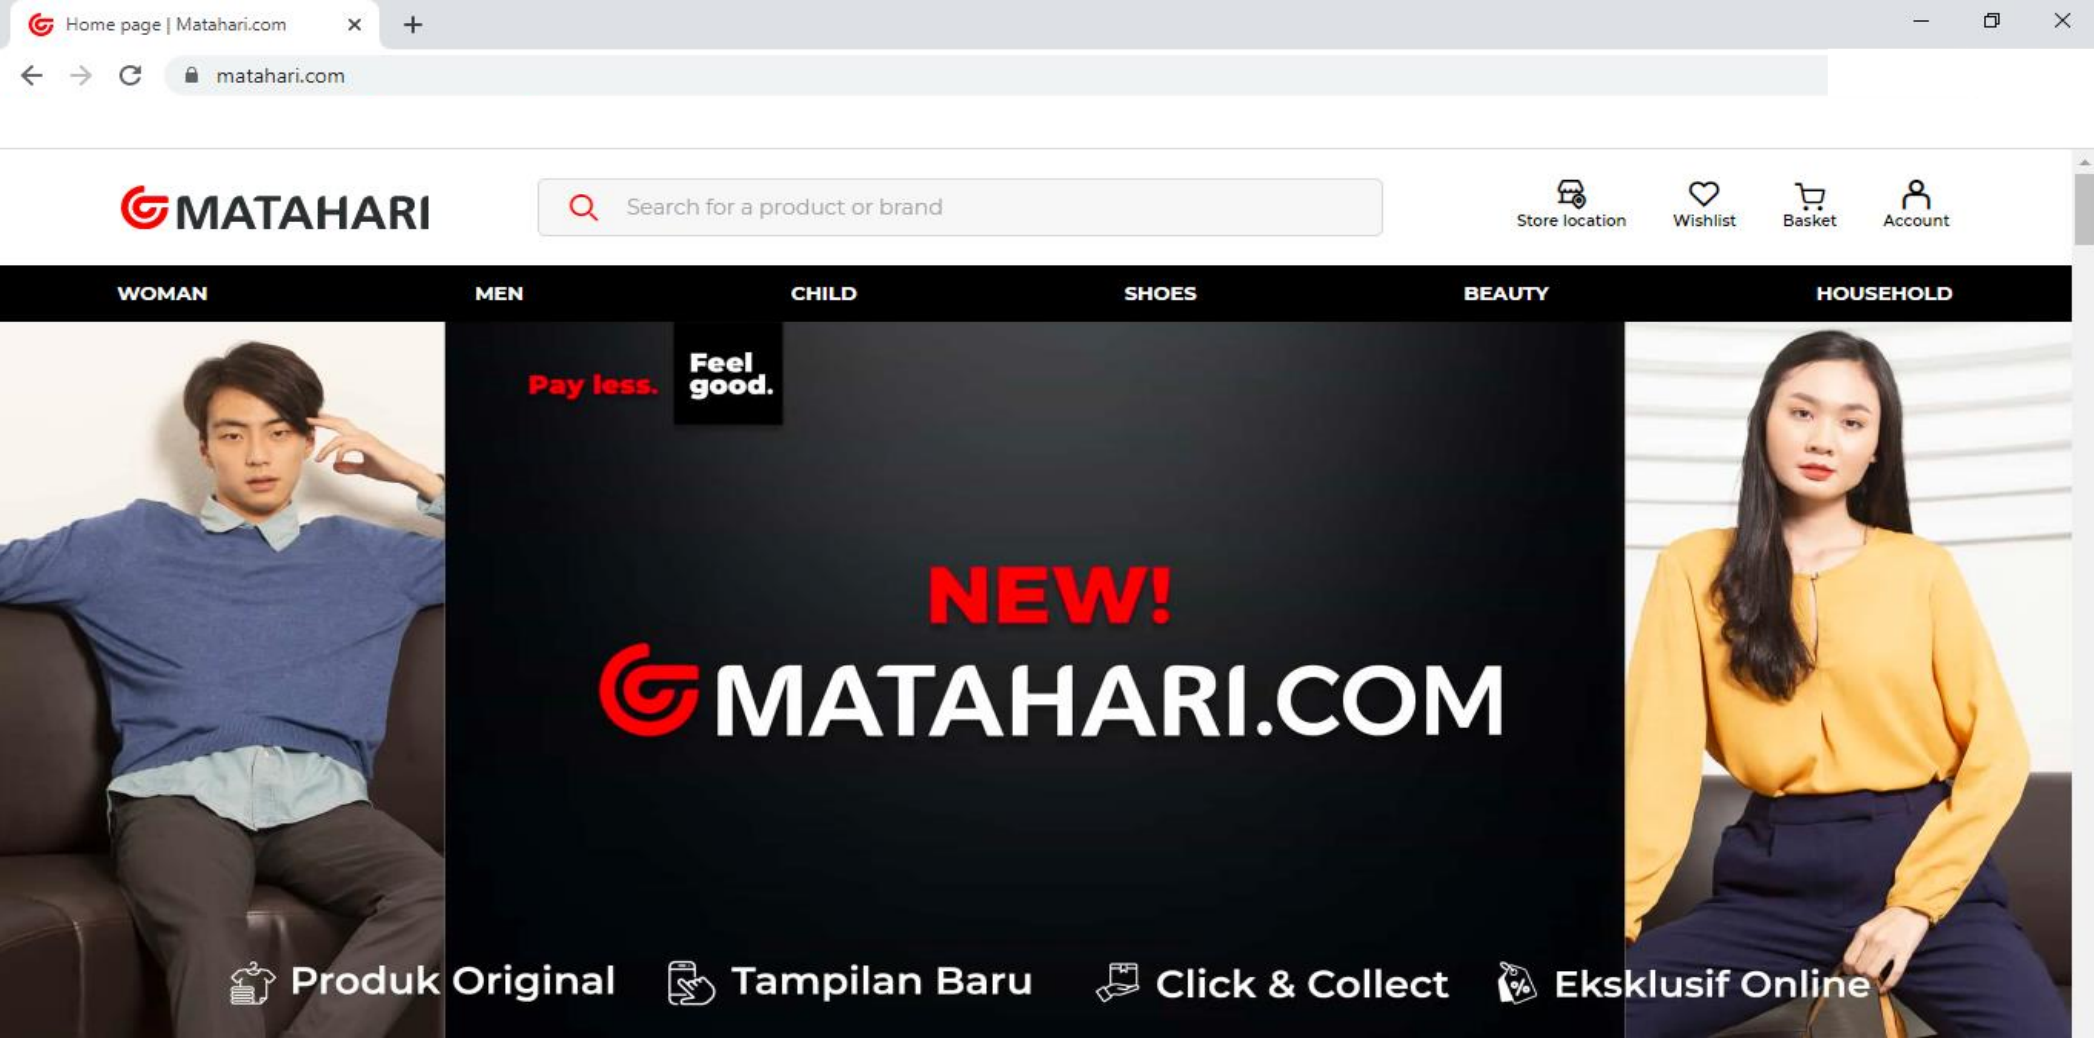 Home page | Matahari.com
matahari.com
MATAHARI
Search for a product or brand
Store location
Wishlist
Basket
Account
WOMAN
MEN
CHILD
SHOES
BEAUTY
HOUSEHOLD
Pay less.
Feel
good.
NEW!
MATAHARI.COM
Produk Original
Tampilan Baru
Click & Collect
Eksklusif Online